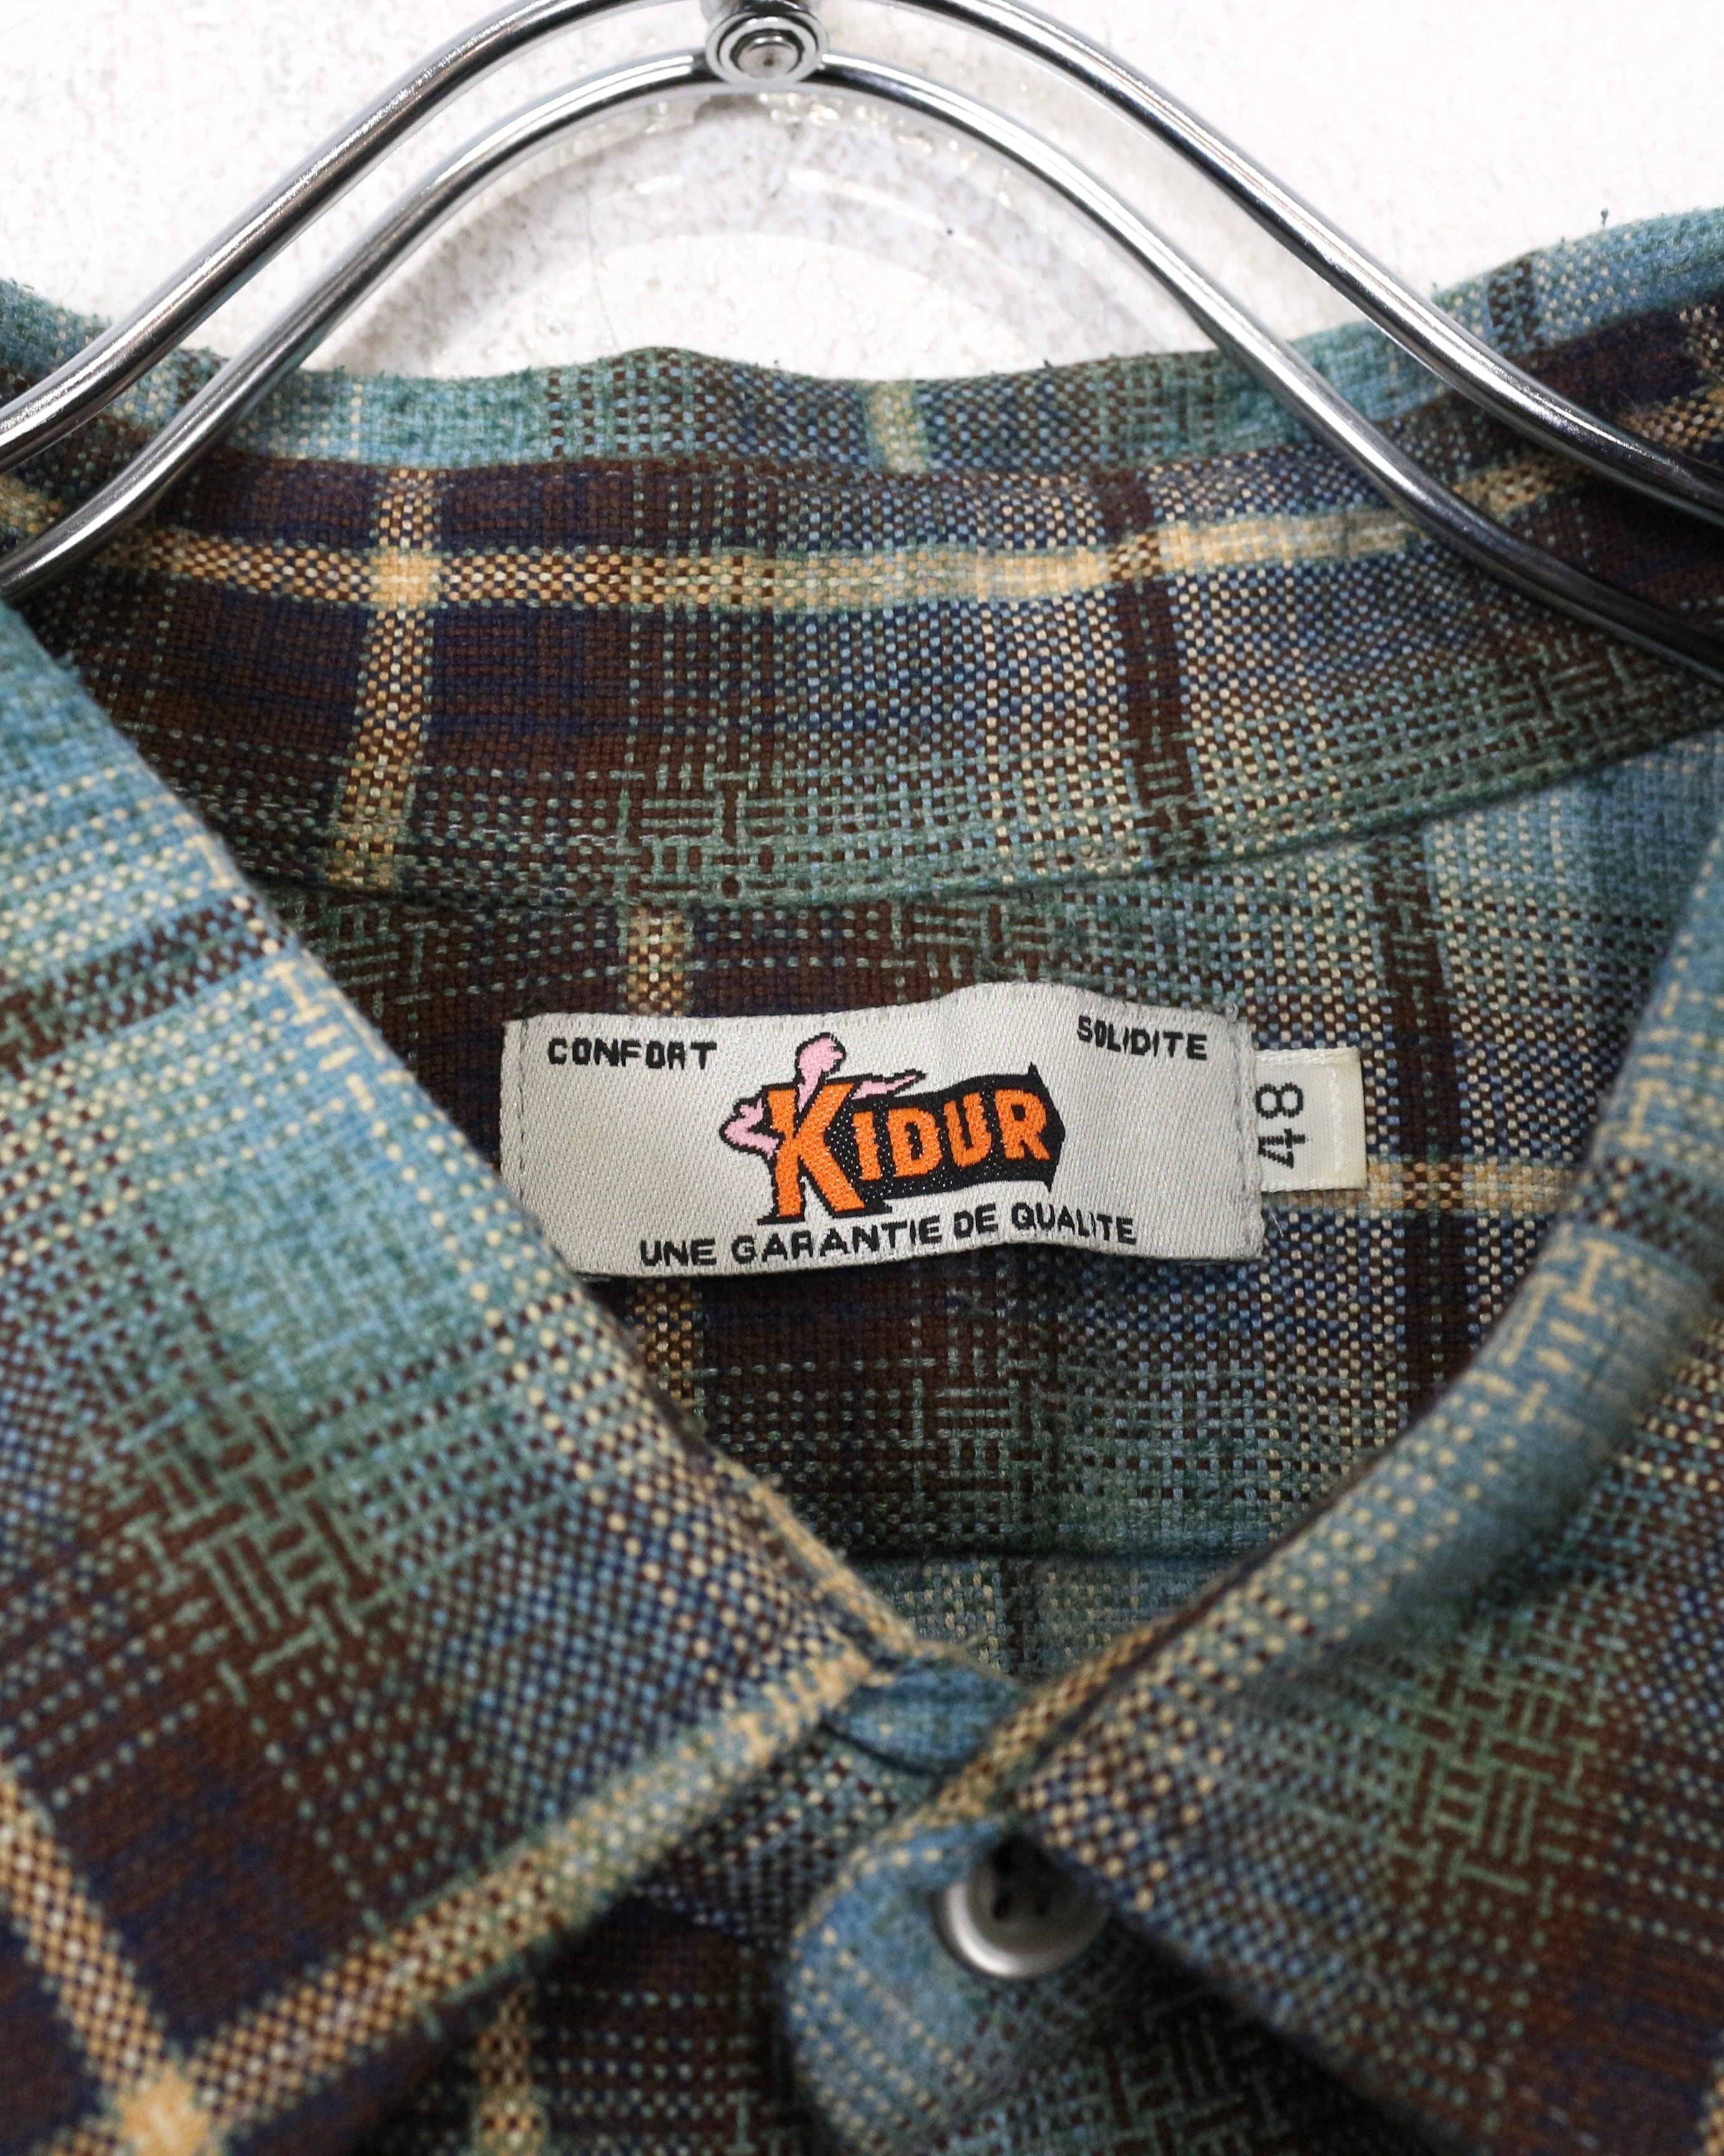 CONFORT
SOLIDITE
KIDUR
UNE GARANTIE DE QUALITE
48